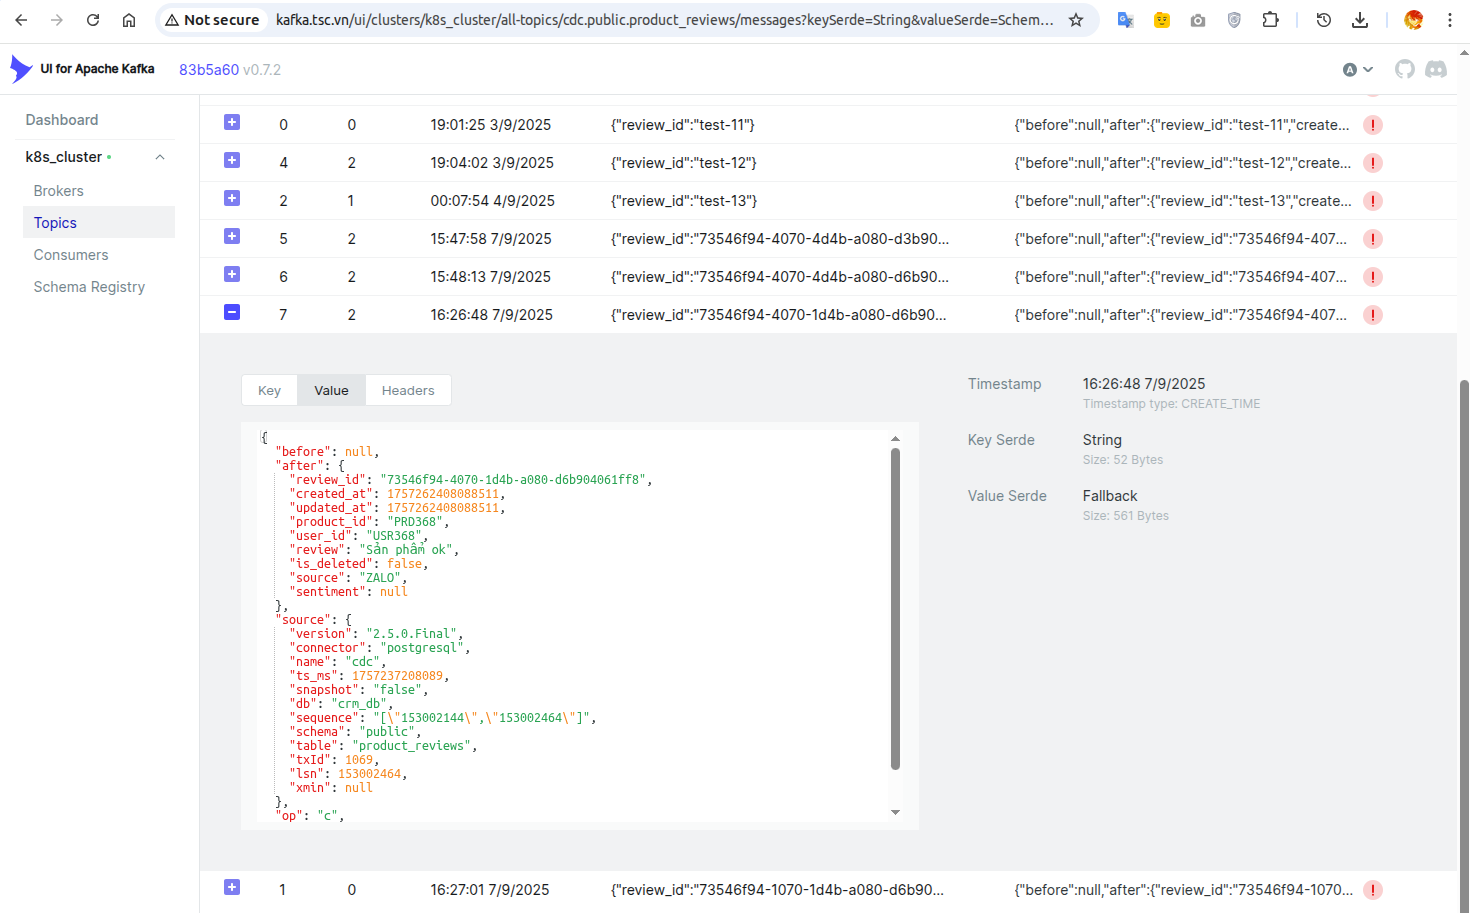 Not secure kafka.tsc.vn/ui/clusters/k8s_cluster/all-topics/cdc.public.product_reviews/messages?keySerde=String&valueSerde=Schem...
UI for Apache Kafka 83b5a60 v0.7.2 A
Dashboard
k8s_cluster
Brokers
Topics
Consumers
Schema Registry
0 0 19:01:25 3/9/2025 {"review_id":"test-11"} {"before":null,"after":{"review_id":"test-11","create... !
4 2 19:04:02 3/9/2025 {"review_id":"test-12"} {"before":null,"after":{"review_id":"test-12","create... !
2 1 00:07:54 4/9/2025 {"review_id":"test-13"} {"before":null,"after":{"review_id":"test-13","create... !
5 2 15:47:58 7/9/2025 {"review_id":"73546f94-4070-4d4b-a080-d3b90... {"before":null,"after":{"review_id":"73546f94-407... !
6 2 15:48:13 7/9/2025 {"review_id":"73546f94-4070-4d4b-a080-d6b90... {"before":null,"after":{"review_id":"73546f94-407... !
7 2 16:26:48 7/9/2025 {"review_id":"73546f94-4070-1d4b-a080-d6b90... {"before":null,"after":{"review_id":"73546f94-407... !
Key Value Headers
{
"before": null,
"after": {
"review_id": "73546f94-4070-1d4b-a080-d6b904061ff8",
"created_at": 1757262408088511,
"updated_at": 1757262408088511,
"product_id": "PRD368",
"user_id": "USR368",
"review": "Sản phẩm ok",
"is_deleted": false,
"source": "ZALO",
"sentiment": null
},
"source": {
"version": "2.5.0.Final",
"connector": "postgresql",
"name": "cdc",
"ts_ms": 1757237208089,
"snapshot": "false",
"db": "crm_db",
"sequence": "[\"153002144\",\"153002464\"]",
"schema": "public",
"table": "product_reviews",
"txId": 1069,
"lsn": 153002464,
"xmin": null
},
"op": "c",
Timestamp 16:26:48 7/9/2025
Timestamp type: CREATE_TIME
Key Serde String
Size: 52 Bytes
Value Serde Fallback
Size: 561 Bytes
1 0 16:27:01 7/9/2025 {"review_id":"73546f94-1070-1d4b-a080-d6b90... {"before":null,"after":{"review_id":"73546f94-1070... !